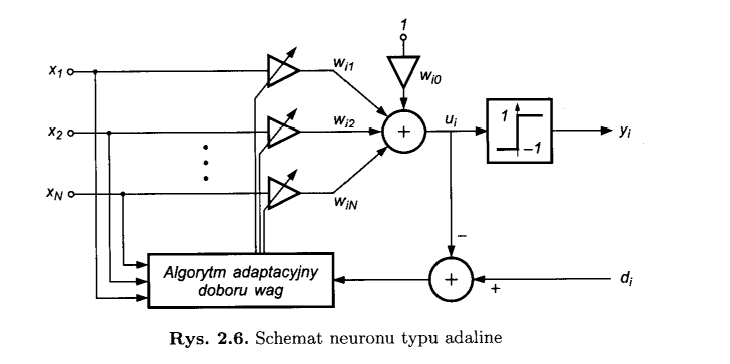 1
x1
wi1
wi0
x2
wi2
ui
1
-1
yi
xN
wiN
−
Algorytm adaptacyjny
doboru wag
+
+
+
di
Rys. 2.6. Schemat neuronu typu adaline